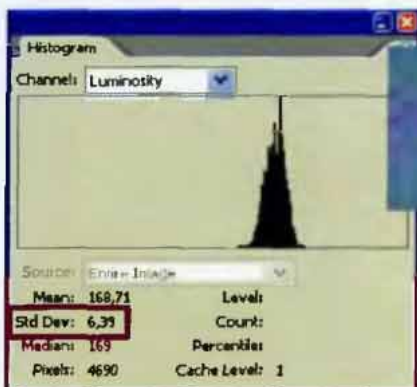 Histogram
Channel: Luminosity
Source: Entire Image
Mean: 168,71 Level:
Std Dev: 6,39 Count:
Median: 169 Percentile:
Pixels: 4690 Cache Level: 1